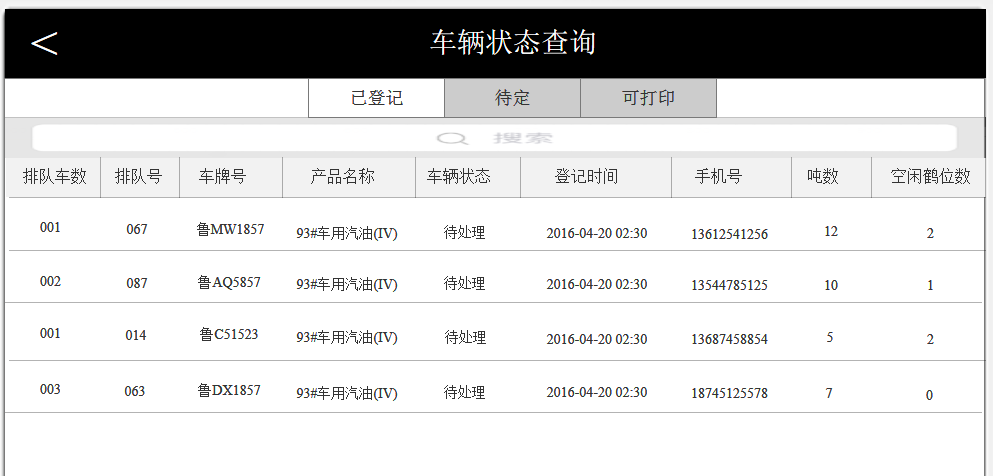 < 车辆状态查询
已登记 待定 可打印
搜索
排队车数 排队号 车牌号 产品名称 车辆状态 登记时间 手机号 吨数 空闲鹤位数
001 067 鲁MW1857 93#车用汽油(IV) 待处理 2016-04-20 02:30 13612541256 12 2
002 087 鲁AQ5857 93#车用汽油(IV) 待处理 2016-04-20 02:30 13544785125 10 1
001 014 鲁C51523 93#车用汽油(IV) 待处理 2016-04-20 02:30 13687458854 5 2
003 063 鲁DX1857 93#车用汽油(IV) 待处理 2016-04-20 02:30 18745125578 7 0